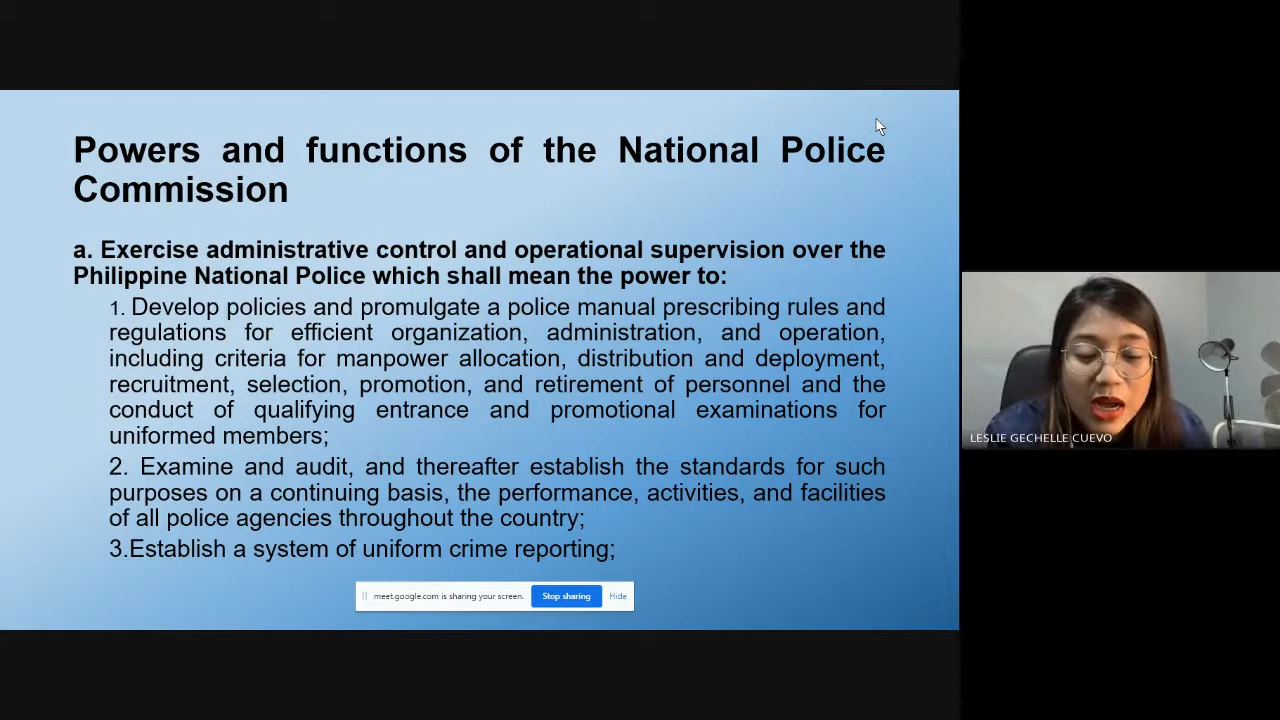 Powers and functions of the National Police
Commission
a. Exercise administrative control and operational supervision over the
Philippine National Police which shall mean the power to:
1. Develop policies and promulgate a police manual prescribing rules and
regulations for efficient organization, administration, and operation,
including criteria for manpower allocation, distribution and deployment,
recruitment, selection, promotion, and retirement of personnel and the
conduct of qualifying entrance and promotional examinations for
uniformed members;
2. Examine and audit, and thereafter establish the standards for such
purposes on a continuing basis, the performance, activities, and facilities
of all police agencies throughout the country;
3.Establish a system of uniform crime reporting;
meet.google.com is sharing your screen. Stop sharing Hide
LESLIE GECHELLE CUEVO